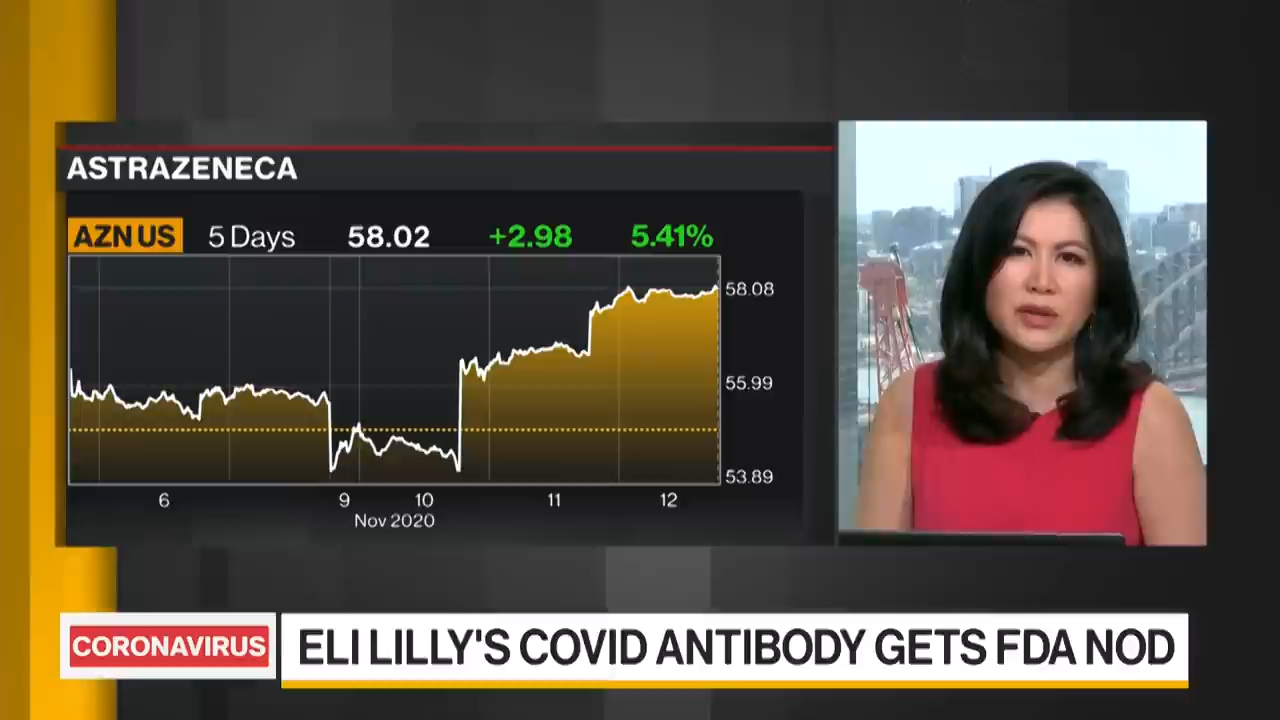 ASTRAZENECA
AZN US 5 Days 58.02 +2.98 5.41%
58.08
55.99
53.89
6 9 10 11 12
Nov 2020
CORONAVIRUS
ELI LILLY'S COVID ANTIBODY GETS FDA NOD